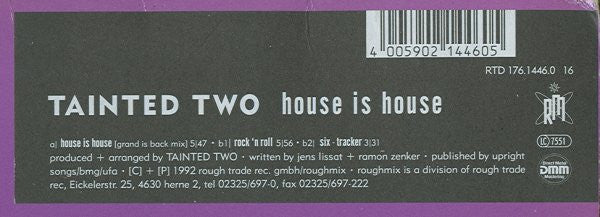 4 005902 144605
RTD 176.1446.0 16
TAINTED TWO house is house
RM
LC 7551
a| house is house [grand is back mix] 5|47 • b1| rock 'n roll 5|56 • b2| six - tracker 3|31
produced + arranged by TAINTED TWO • written by jens lissat + ramon zenker • published by upright
songs/bmg/ufa • [C] + [P] 1992 rough trade rec. gmbh/roughmix • roughmix is a division of rough trade
rec, Eickelerstr. 25, 4630 herne 2, tel 02325/697-0, fax 02325/697-222
Direct Metal
DMM
Mastering